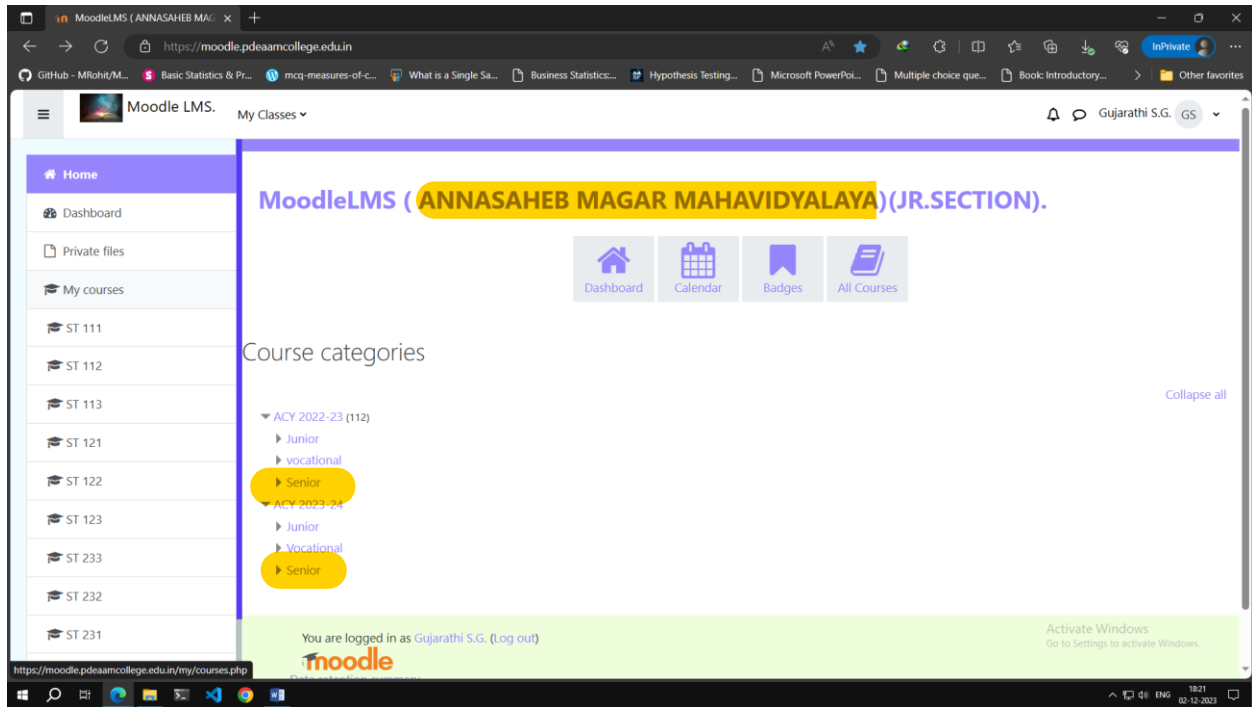 MoodleLMS ( ANNASAHEB MAG
https://moodle.pdeaamcollege.edu.in
InPrivate
GitHub - MRohit/M...
Basic Statistics & Pr...
mcq-measures-of-c...
What is a Single Sa...
Business Statistics:...
Hypothesis Testing...
Microsoft PowerPoi...
Multiple choice que...
Book: Introductory...
Other favorites
Moodle LMS.
My Classes
Gujarathi S.G. GS
Home
Dashboard
Private files
My courses
ST 111
ST 112
ST 113
ST 121
ST 122
ST 123
ST 233
ST 232
ST 231
MoodleLMS ( ANNASAHEB MAGAR MAHAVIDYALAYA)(JR.SECTION).
Dashboard
Calendar
Badges
All Courses
Course categories
Collapse all
ACY 2022-23 (112)
Junior
vocational
Senior
ACY 2023-24
Junior
Vocational
Senior
You are logged in as Gujarathi S.G. (Log out)
moodle
Data retention summary
Activate Windows
Go to Settings to activate Windows.
https://moodle.pdeaamcollege.edu.in/my/courses.php
ENG
18:21
02-12-2023